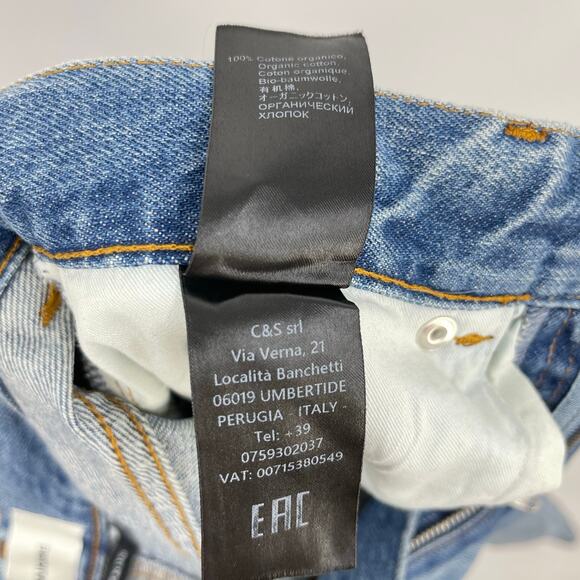 100% Cotone organico,
Organic cotton,
Coton organique,
Bio-baumwolle,
有机棉,
オーガニックコットン,
ОРГАНИЧЕСКИЙ
ХЛОПОК
C&S srl
Via Verna, 21
Località Banchetti
06019 UMBERTIDE
PERUGIA - ITALY -
Tel: +39
0759302037
VAT: 00715380549
EAC